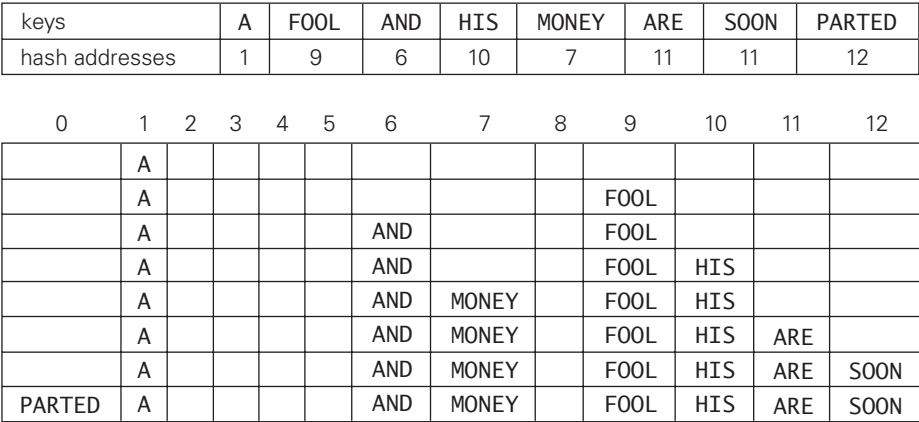 keys A FOOL AND HIS MONEY ARE SOON PARTED
hash addresses 1 9 6 10 7 11 11 12
0 1 2 3 4 5 6 7 8 9 10 11 12
A
A FOOL
A AND FOOL
A AND FOOL HIS
A AND MONEY FOOL HIS
A AND MONEY FOOL HIS ARE
A AND MONEY FOOL HIS ARE SOON
PARTED A AND MONEY FOOL HIS ARE SOON